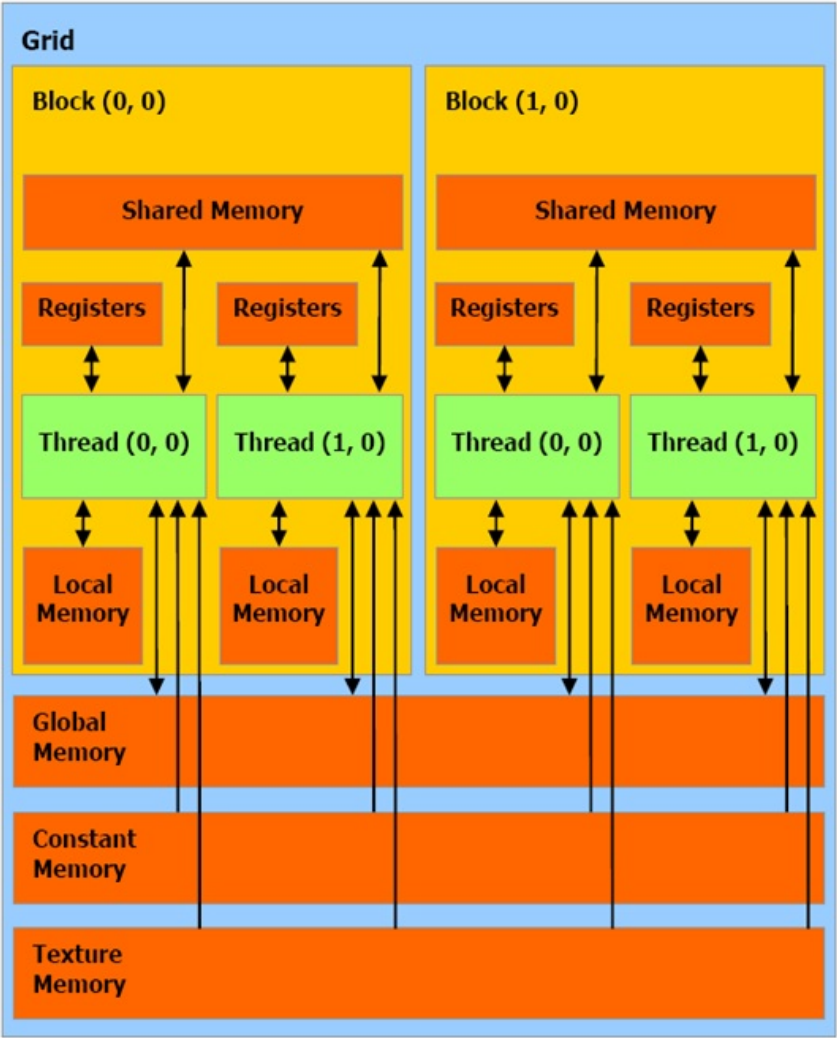 Grid
Block (0, 0)
Block (1, 0)
Shared Memory
Shared Memory
Registers
Registers
Registers
Registers
Thread (0, 0)
Thread (1, 0)
Thread (0, 0)
Thread (1, 0)
Local
Memory
Local
Memory
Local
Memory
Local
Memory
Global
Memory
Constant
Memory
Texture
Memory